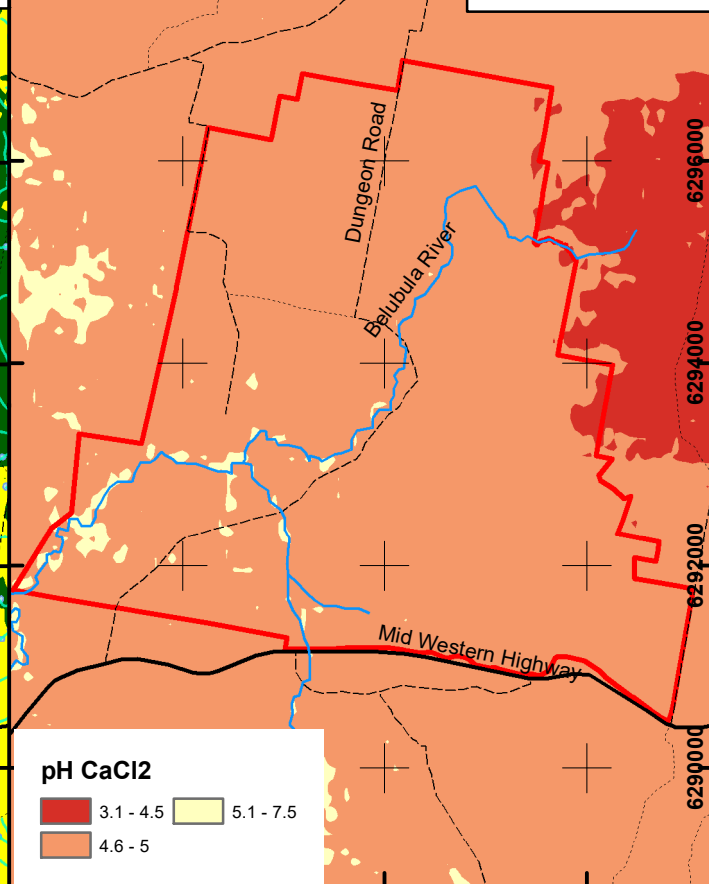 6296000
Dungeon Road
Belubula River
6294000
6292000
Mid Western Highway
6290000
pH CaCl2
3.1 - 4.5
5.1 - 7.5
4.6 - 5